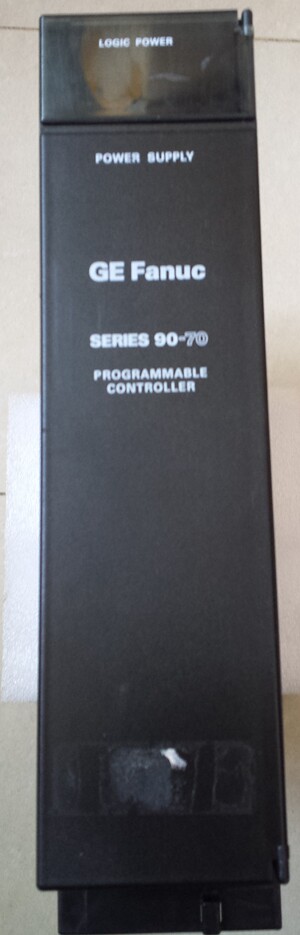 LOGIC POWER
POWER SUPPLY
GE Fanuc
SERIES 90-70
PROGRAMMABLE
CONTROLLER